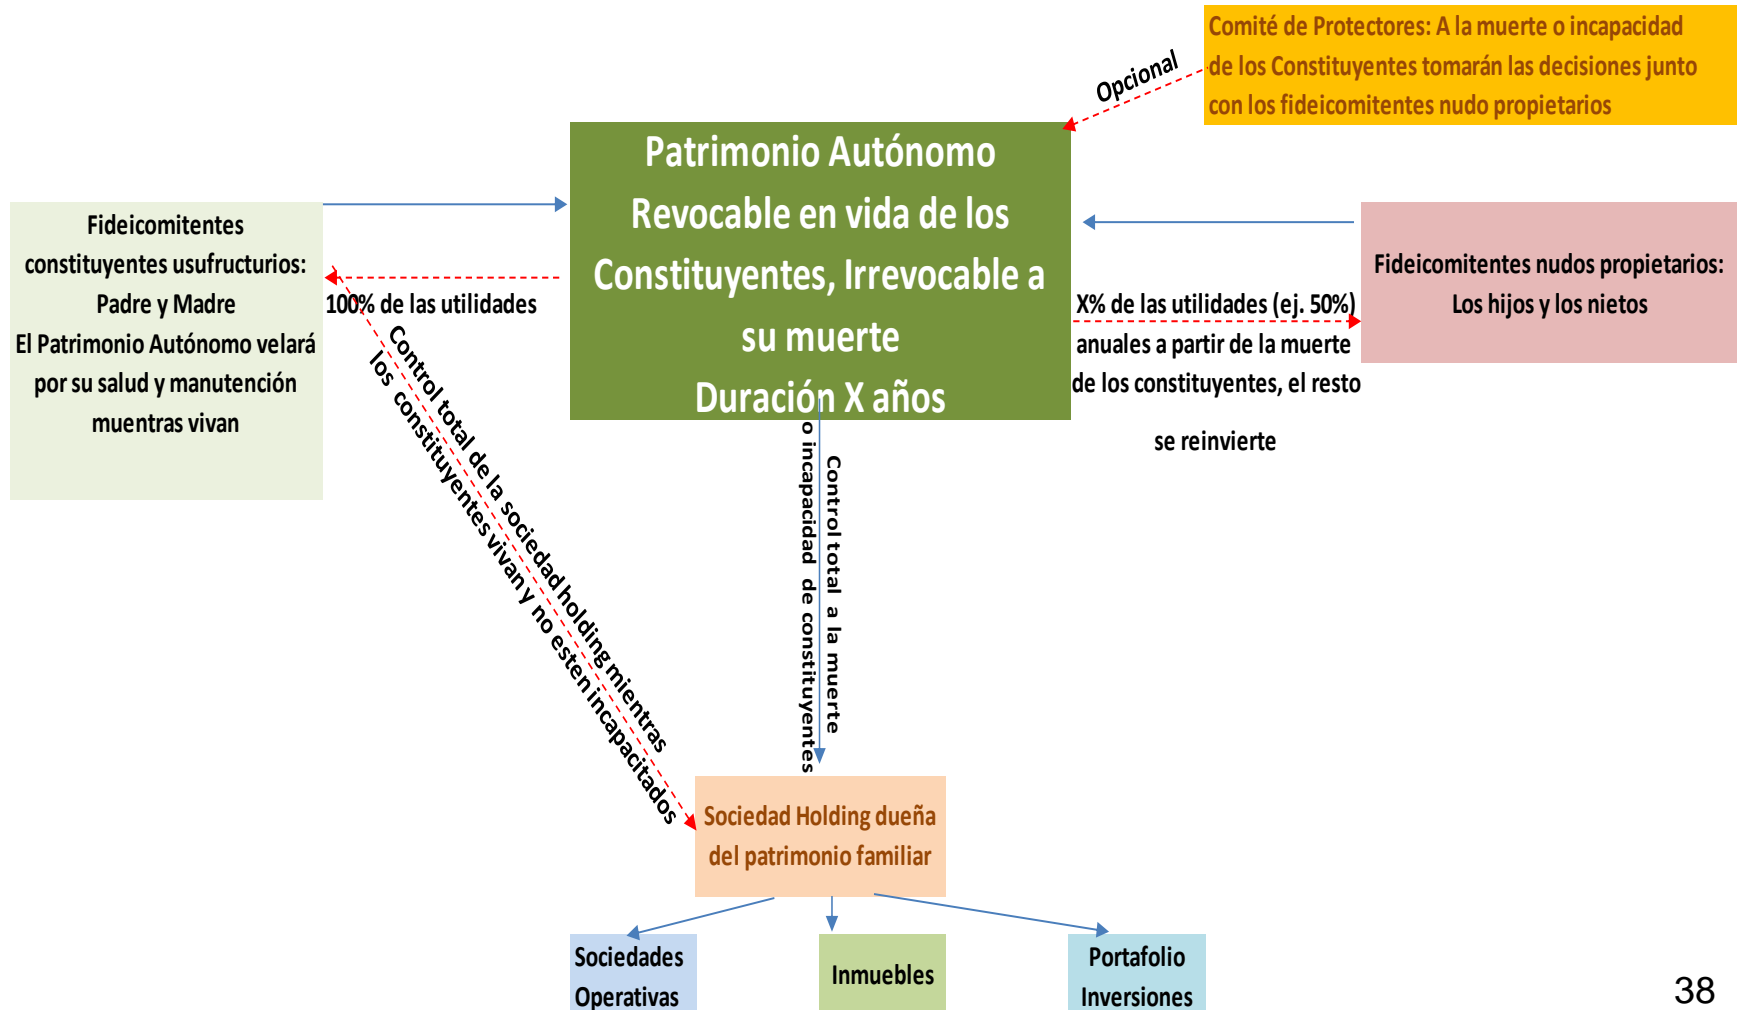 Comité de Protectores: A la muerte o incapacidad
de los Constituyentes tomarán las decisiones junto
con los fideicomitentes nudo propietarios
Opcional
Patrimonio Autónomo
Revocable en vida de los
Constituyentes, Irrevocable a
su muerte
Duración X años
Fideicomitentes
constituyentes usufructurios:
Padre y Madre
El Patrimonio Autónomo velará
por su salud y manutención
muentras vivan
100% de las utilidades
Fideicomitentes nudos propietarios:
Los hijos y los nietos
X% de las utilidades (ej. 50%)
anuales a partir de la muerte
de los constituyentes, el resto
se reinvierte
Control total de la sociedad holding mientras
los constituyentes vivan y no esten incapacitados
Control total a la muerte
o incapacidad de constituyentes
Sociedad Holding dueña
del patrimonio familiar
Sociedades
Operativas
Inmuebles
Portafolio
Inversiones
38